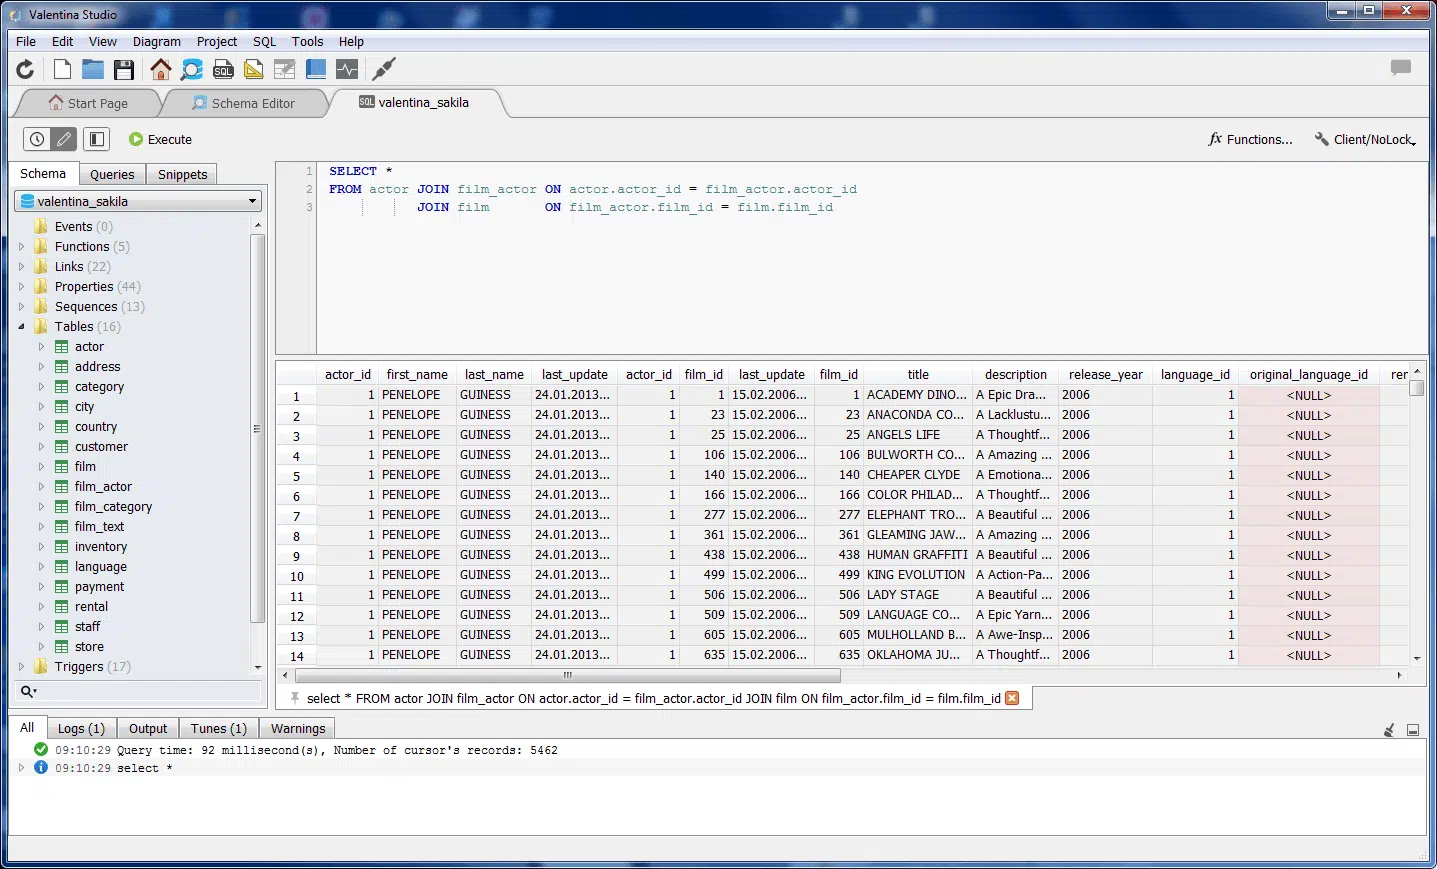 Valentina Studio
File Edit View Diagram Project SQL Tools Help
SQL
Start Page Schema Editor SQL valentina_sakila
Execute fx Functions... Client/NoLock
Schema Queries Snippets
valentina_sakila
Events (0)
Functions (5)
Links (22)
Properties (44)
Sequences (13)
Tables (16)
actor
address
category
city
country
customer
film
film_actor
film_category
film_text
inventory
language
payment
rental
staff
store
Triggers (17)
1 SELECT *
2 FROM actor JOIN film_actor ON actor.actor_id = film_actor.actor_id
3 JOIN film ON film_actor.film_id = film.film_id
actor_id first_name last_name last_update actor_id film_id last_update film_id title description release_year language_id original_language_id rer
1 1 PENELOPE GUINESS 24.01.2013... 1 1 15.02.2006... 1 ACADEMY DINO... A Epic Dra... 2006 1 <NULL>
2 1 PENELOPE GUINESS 24.01.2013... 1 23 15.02.2006... 23 ANACONDA CO... A Lacklustu... 2006 1 <NULL>
3 1 PENELOPE GUINESS 24.01.2013... 1 25 15.02.2006... 25 ANGELS LIFE A Thoughtf... 2006 1 <NULL>
4 1 PENELOPE GUINESS 24.01.2013... 1 106 15.02.2006... 106 BULWORTH CO... A Amazing ... 2006 1 <NULL>
5 1 PENELOPE GUINESS 24.01.2013... 1 140 15.02.2006... 140 CHEAPER CLYDE A Emotiona... 2006 1 <NULL>
6 1 PENELOPE GUINESS 24.01.2013... 1 166 15.02.2006... 166 COLOR PHILAD... A Thoughtf... 2006 1 <NULL>
7 1 PENELOPE GUINESS 24.01.2013... 1 277 15.02.2006... 277 ELEPHANT TRO... A Beautiful ... 2006 1 <NULL>
8 1 PENELOPE GUINESS 24.01.2013... 1 361 15.02.2006... 361 GLEAMING JAW... A Amazing ... 2006 1 <NULL>
9 1 PENELOPE GUINESS 24.01.2013... 1 438 15.02.2006... 438 HUMAN GRAFFITI A Beautiful ... 2006 1 <NULL>
10 1 PENELOPE GUINESS 24.01.2013... 1 499 15.02.2006... 499 KING EVOLUTION A Action-Pa... 2006 1 <NULL>
11 1 PENELOPE GUINESS 24.01.2013... 1 506 15.02.2006... 506 LADY STAGE A Beautiful ... 2006 1 <NULL>
12 1 PENELOPE GUINESS 24.01.2013... 1 509 15.02.2006... 509 LANGUAGE CO... A Epic Yarn... 2006 1 <NULL>
13 1 PENELOPE GUINESS 24.01.2013... 1 605 15.02.2006... 605 MULHOLLAND B... A Awe-Insp... 2006 1 <NULL>
14 1 PENELOPE GUINESS 24.01.2013... 1 635 15.02.2006... 635 OKLAHOMA JU... A Thoughtf... 2006 1 <NULL>
select * FROM actor JOIN film_actor ON actor.actor_id = film_actor.actor_id JOIN film ON film_actor.film_id = film.film_id
All Logs (1) Output Tunes (1) Warnings
09:10:29 Query time: 92 millisecond(s), Number of cursor's records: 5462
09:10:29 select *